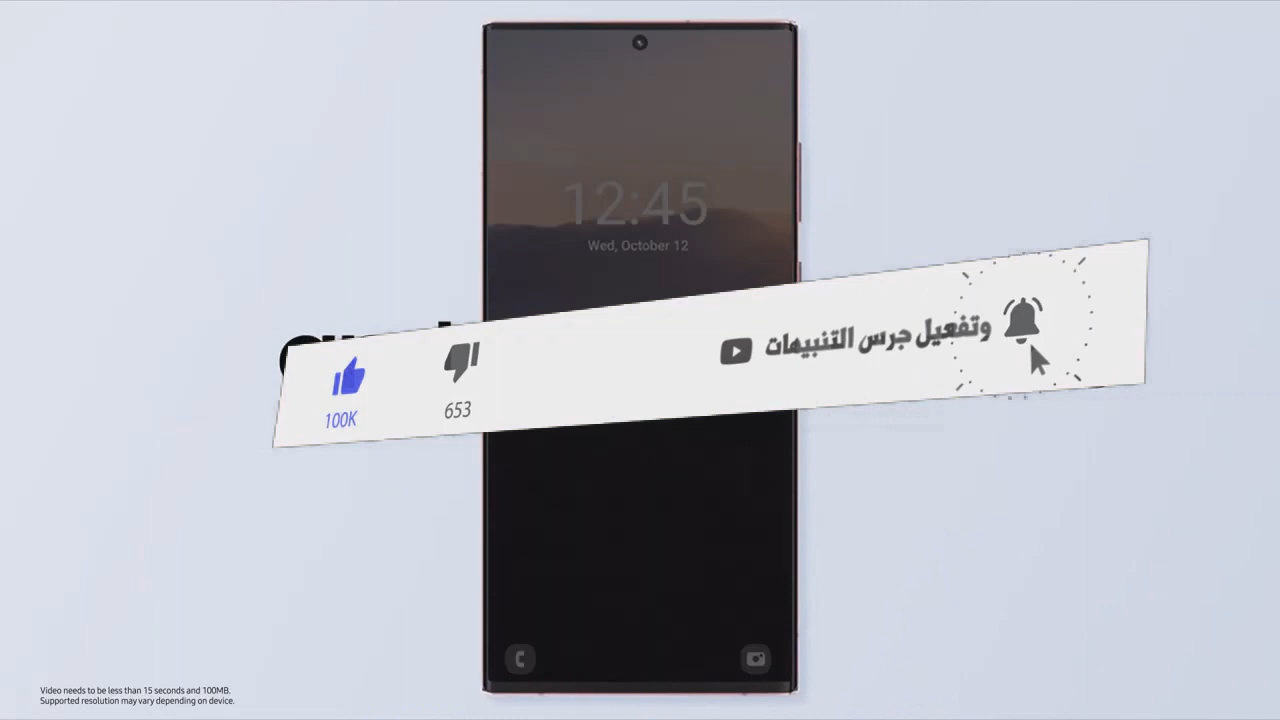 12:45
Wed, October 12
وتفعيل جرس التنبيهات
100K
653
Video needs to be less than 15 seconds and 100MB.
Supported resolution may vary depending on device.